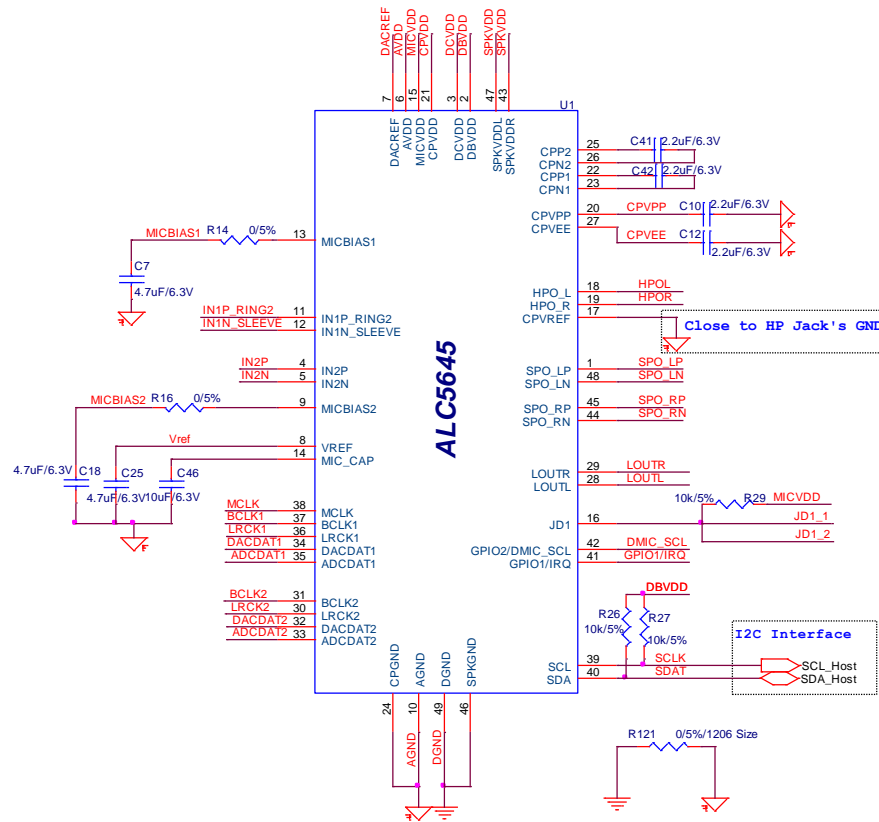 DACREF
AVDD
MICVDD
CPVDD
DCVDD
DBVDD
SPKVDD
SPKVDD
7
6
15
21
3
2
47
43
U1
DACREF
AVDD
MICVDD
CPVDD
DCVDD
DBVDD
SPKVDDL
SPKVDDR
CPP2 25 C41 2.2uF/6.3V
CPN2 26
CPP1 22 C42 2.2uF/6.3V
CPN1 23
CPVPP 20 CPVPP C10 2.2uF/6.3V
CPVEE 27 CPVEE C12 2.2uF/6.3V
MICBIAS1 R14 0/5% 13 MICBIAS1
C7
4.7uF/6.3V
HPO_L 18 HPOL
HPO_R 19 HPOR
CPVREF 17
Close to HP Jack's GND
IN1P_RING2 11 IN1P_RING2
IN1N_SLEEVE 12 IN1N_SLEEVE
ALC5645
IN2P 4 IN2P
IN2N 5 IN2N
SPO_LP 1 SPO_LP
SPO_LN 48 SPO_LN
MICBIAS2 R16 0/5% 9 MICBIAS2
SPO_RP 45 SPO_RP
SPO_RN 44 SPO_RN
Vref 8 VREF
14 MIC_CAP
4.7uF/6.3V C18
C25 4.7uF/6.3V
C46 10uF/6.3V
LOUTR 29 LOUTR
LOUTL 28 LOUTL
10k/5% R29 MICVDD
JD1 16 JD1_1
JD1_2
MCLK 38 MCLK
BCLK1 37 BCLK1
LRCK1 36 LRCK1
DACDAT1 34 DACDAT1
ADCDAT1 35 ADCDAT1
GPIO2/DMIC_SCL 42 DMIC_SCL
GPIO1/IRQ 41 GPIO1/IRQ
BCLK2 31 BCLK2
LRCK2 30 LRCK2
DACDAT2 32 DACDAT2
ADCDAT2 33 ADCDAT2
DBVDD
R26 10k/5%
R27 10k/5%
I2C Interface
SCL 39 SCLK SCL_Host
SDA 40 SDAT SDA_Host
CPGND
AGND
DGND
SPKGND
24
10
49
46
AGND
DGND
R121 0/5%/1206 Size